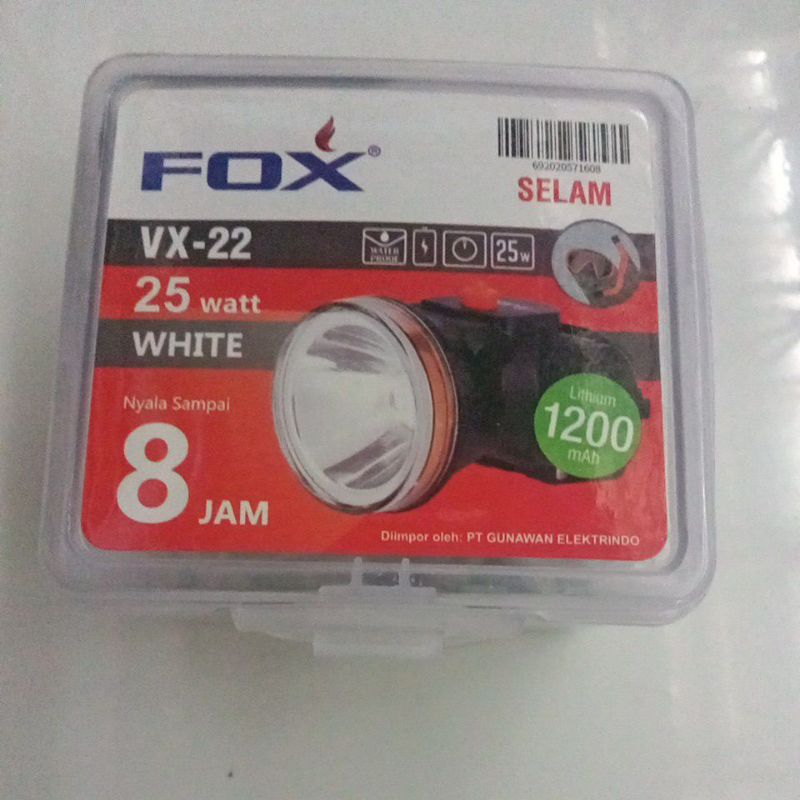 FOX®
692020571608
SELAM
VX-22
WATER
PROOF
25w
25 watt
WHITE
Nyala Sampai
8 JAM
Lithium
1200
mAh
Diimpor oleh: PT GUNAWAN ELEKTRINDO